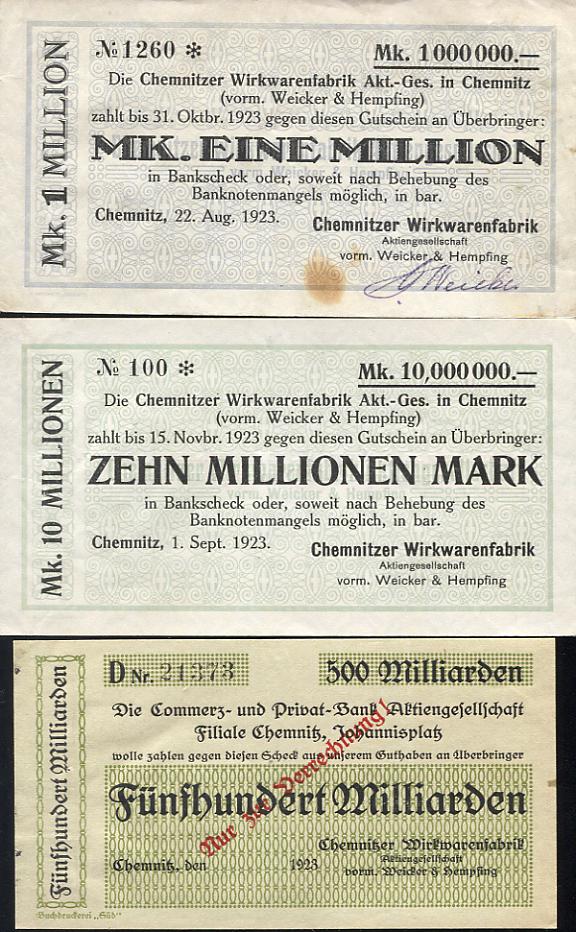 Mk. 1 MILLION
№ 1260 ✻ Mk. 1000000.—
Die Chemnitzer Wirkwarenfabrik Akt.-Ges. in Chemnitz
(vorm. Weicker & Hempfing)
zahlt bis 31. Oktbr. 1923 gegen diesen Gutschein an Überbringer:
MK. EINE MILLION
in Bankscheck oder, soweit nach Behebung des
Banknotenmangels möglich, in bar.
Chemnitz, 22. Aug. 1923.
Chemnitzer Wirkwarenfabrik
Aktiengesellschaft
vorm. Weicker & Hempfing
Weicker
Mk. 10 MILLIONEN
№ 100 ✻ Mk. 10,000000.—
Die Chemnitzer Wirkwarenfabrik Akt.-Ges. in Chemnitz
(vorm. Weicker & Hempfing)
zahlt bis 15. Novbr. 1923 gegen diesen Gutschein an Überbringer:
ZEHN MILLIONEN MARK
in Bankscheck oder, soweit nach Behebung des
Banknotenmangels möglich, in bar.
Chemnitz, 1. Sept. 1923.
Chemnitzer Wirkwarenfabrik
Aktiengesellschaft
vorm. Weicker & Hempfing
Fünfhundert Milliarden
D Nr. 21373 500 Milliarden
Die Commerz- und Privat-Bank Aktiengesellschaft
Filiale Chemnitz, Johannisplatz
wolle zahlen gegen diesen Scheck aus unserem Guthaben an Überbringer
Fünfhundert Milliarden
Nur zur Verrechnung!
Chemnitz, den 1923
Chemnitzer Wirkwarenfabrik
Aktiengesellschaft
vorm. Weicker & Hempfing
Buchdruckerei „Süd"